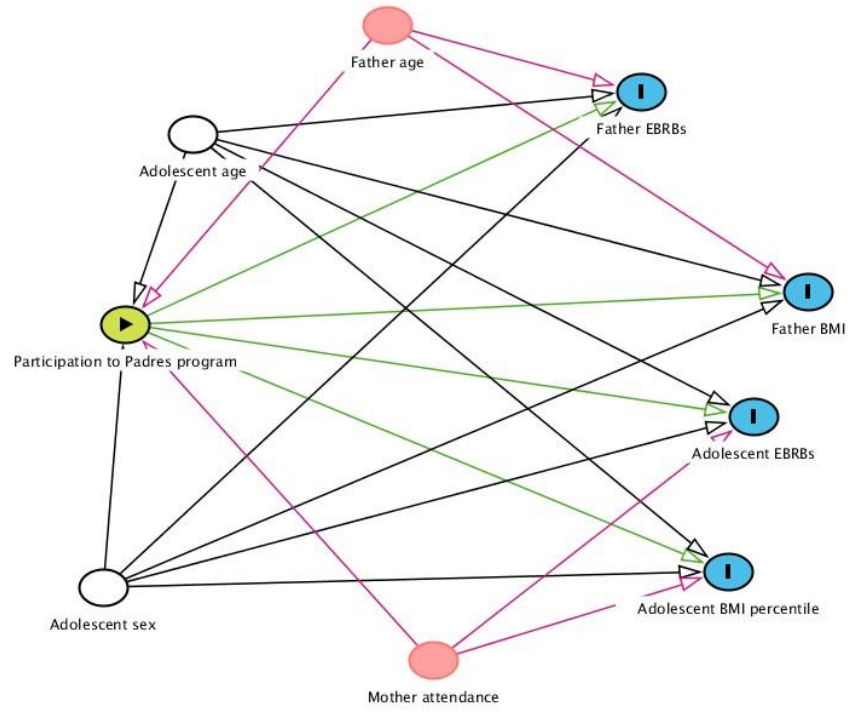 Father age
Father EBRBs
Adolescent age
Father BMI
Participation to Padres program
Adolescent EBRBs
Adolescent BMI percentile
Adolescent sex
Mother attendance